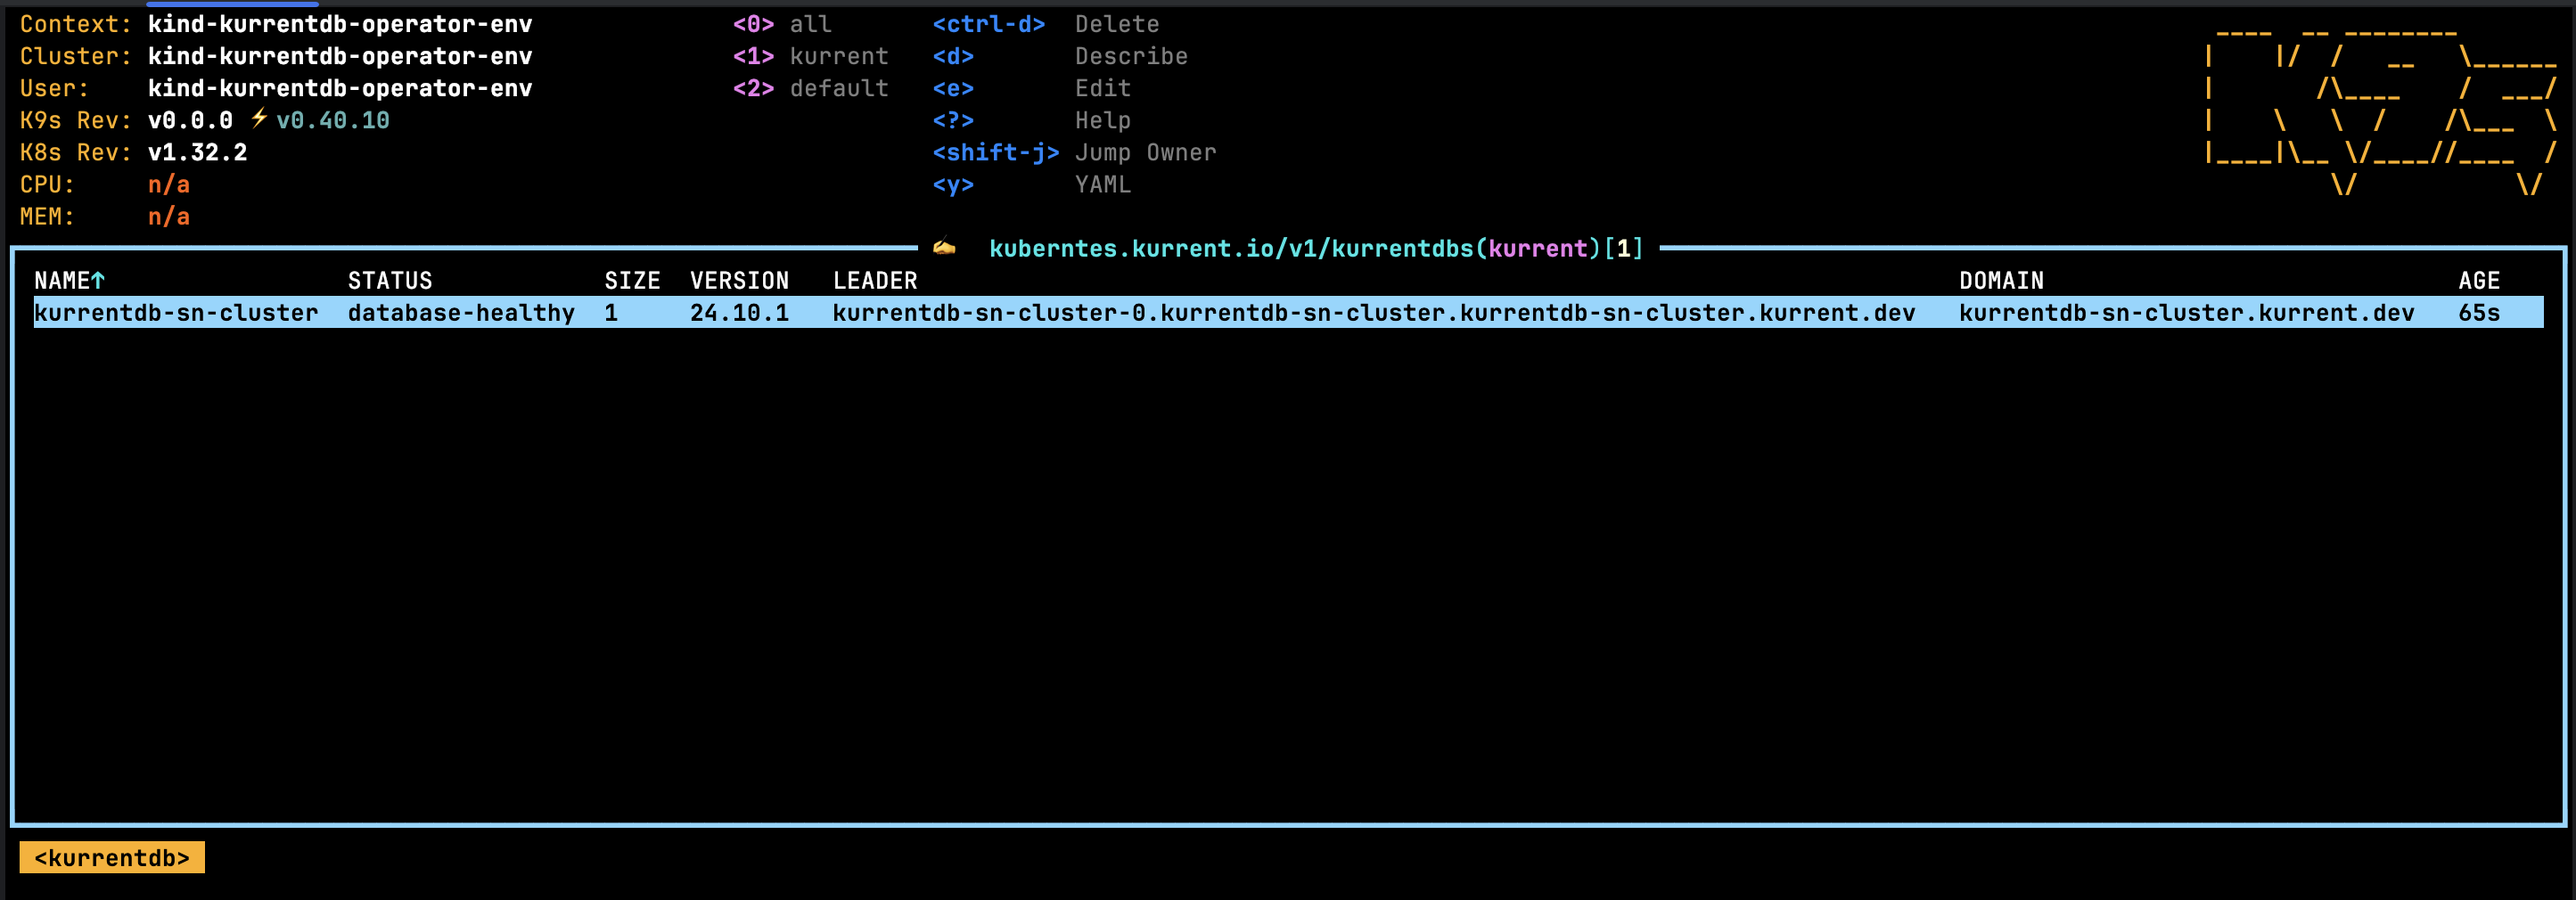 Context: kind-kurrentdb-operator-env <0> all <ctrl-d> Delete
Cluster: kind-kurrentdb-operator-env <1> kurrent <d> Describe
User: kind-kurrentdb-operator-env <2> default <e> Edit
K9s Rev: v0.0.0 ⚡v0.40.10 <?> Help
K8s Rev: v1.32.2 <shift-j> Jump Owner
CPU: n/a <y> YAML
MEM: n/a
✍️ kuberntes.kurrent.io/v1/kurrentdbs(kurrent)[1]
NAME↑ STATUS SIZE VERSION LEADER DOMAIN AGE
kurrentdb-sn-cluster database-healthy 1 24.10.1 kurrentdb-sn-cluster-0.kurrentdb-sn-cluster.kurrentdb-sn-cluster.kurrent.dev kurrentdb-sn-cluster.kurrent.dev 65s
<kurrentdb>